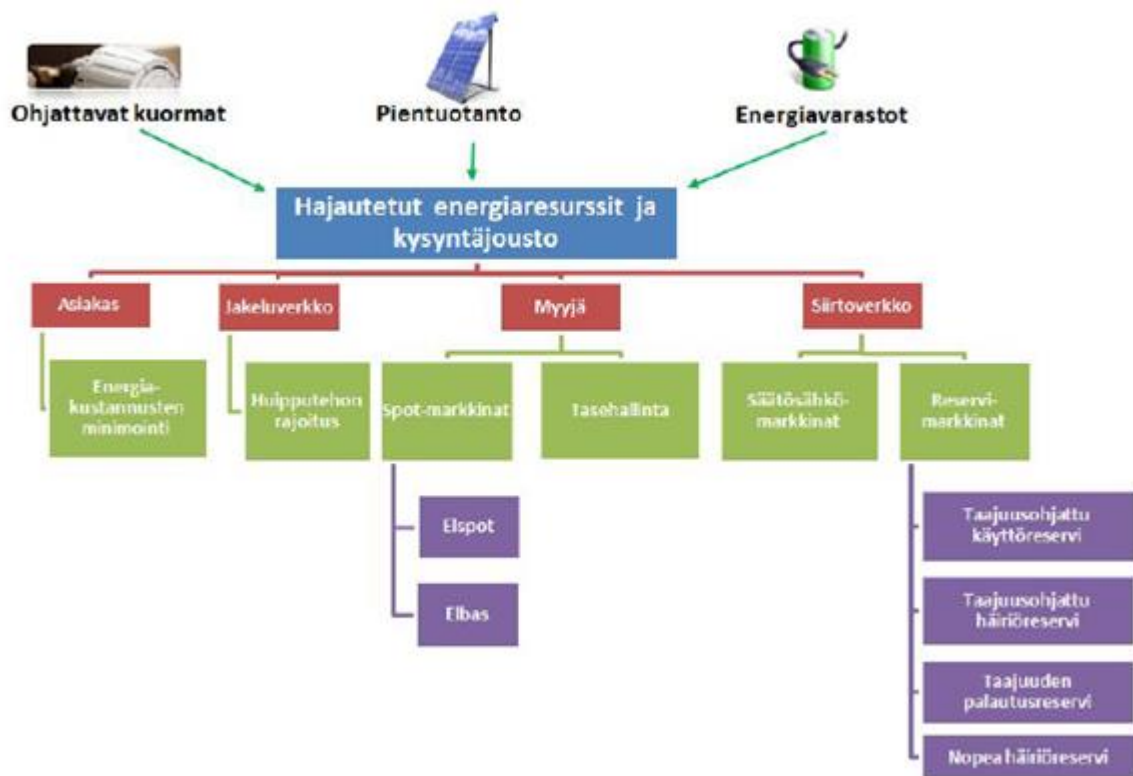 Ohjattavat kuormat
Pientuotanto
Energiavarastot
Hajautetut energiaresurssit ja
kysyntäjousto
Asiakas
Jakeluverkko
Myyjä
Siirtoverkko
Energia-
kustannusten
minimointi
Huipputehon
rajoitus
Spot-markkinat
Tasehallinta
Säätösähkö-
markkinat
Reservi-
markkinat
Elspot
Elbas
Taajuusohjattu
käyttöreservi
Taajuusohjattu
häiriöreservi
Taajuuden
palautusreservi
Nopea häiriöreservi